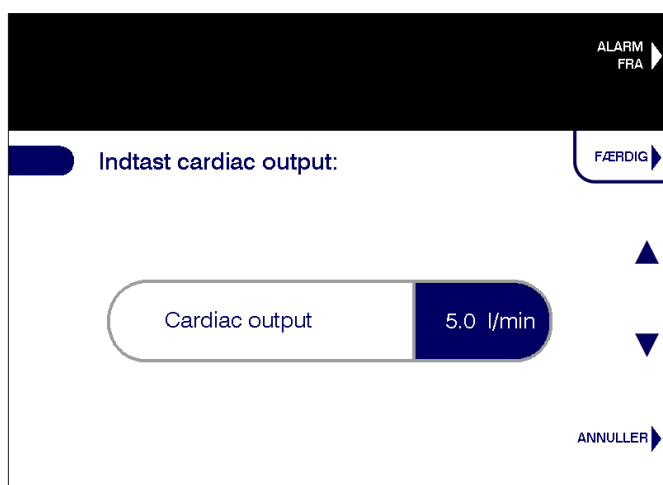 ALARM
FRA
Indtast cardiac output:
FÆRDIG
Cardiac output
5.0 l/min
ANNULLER